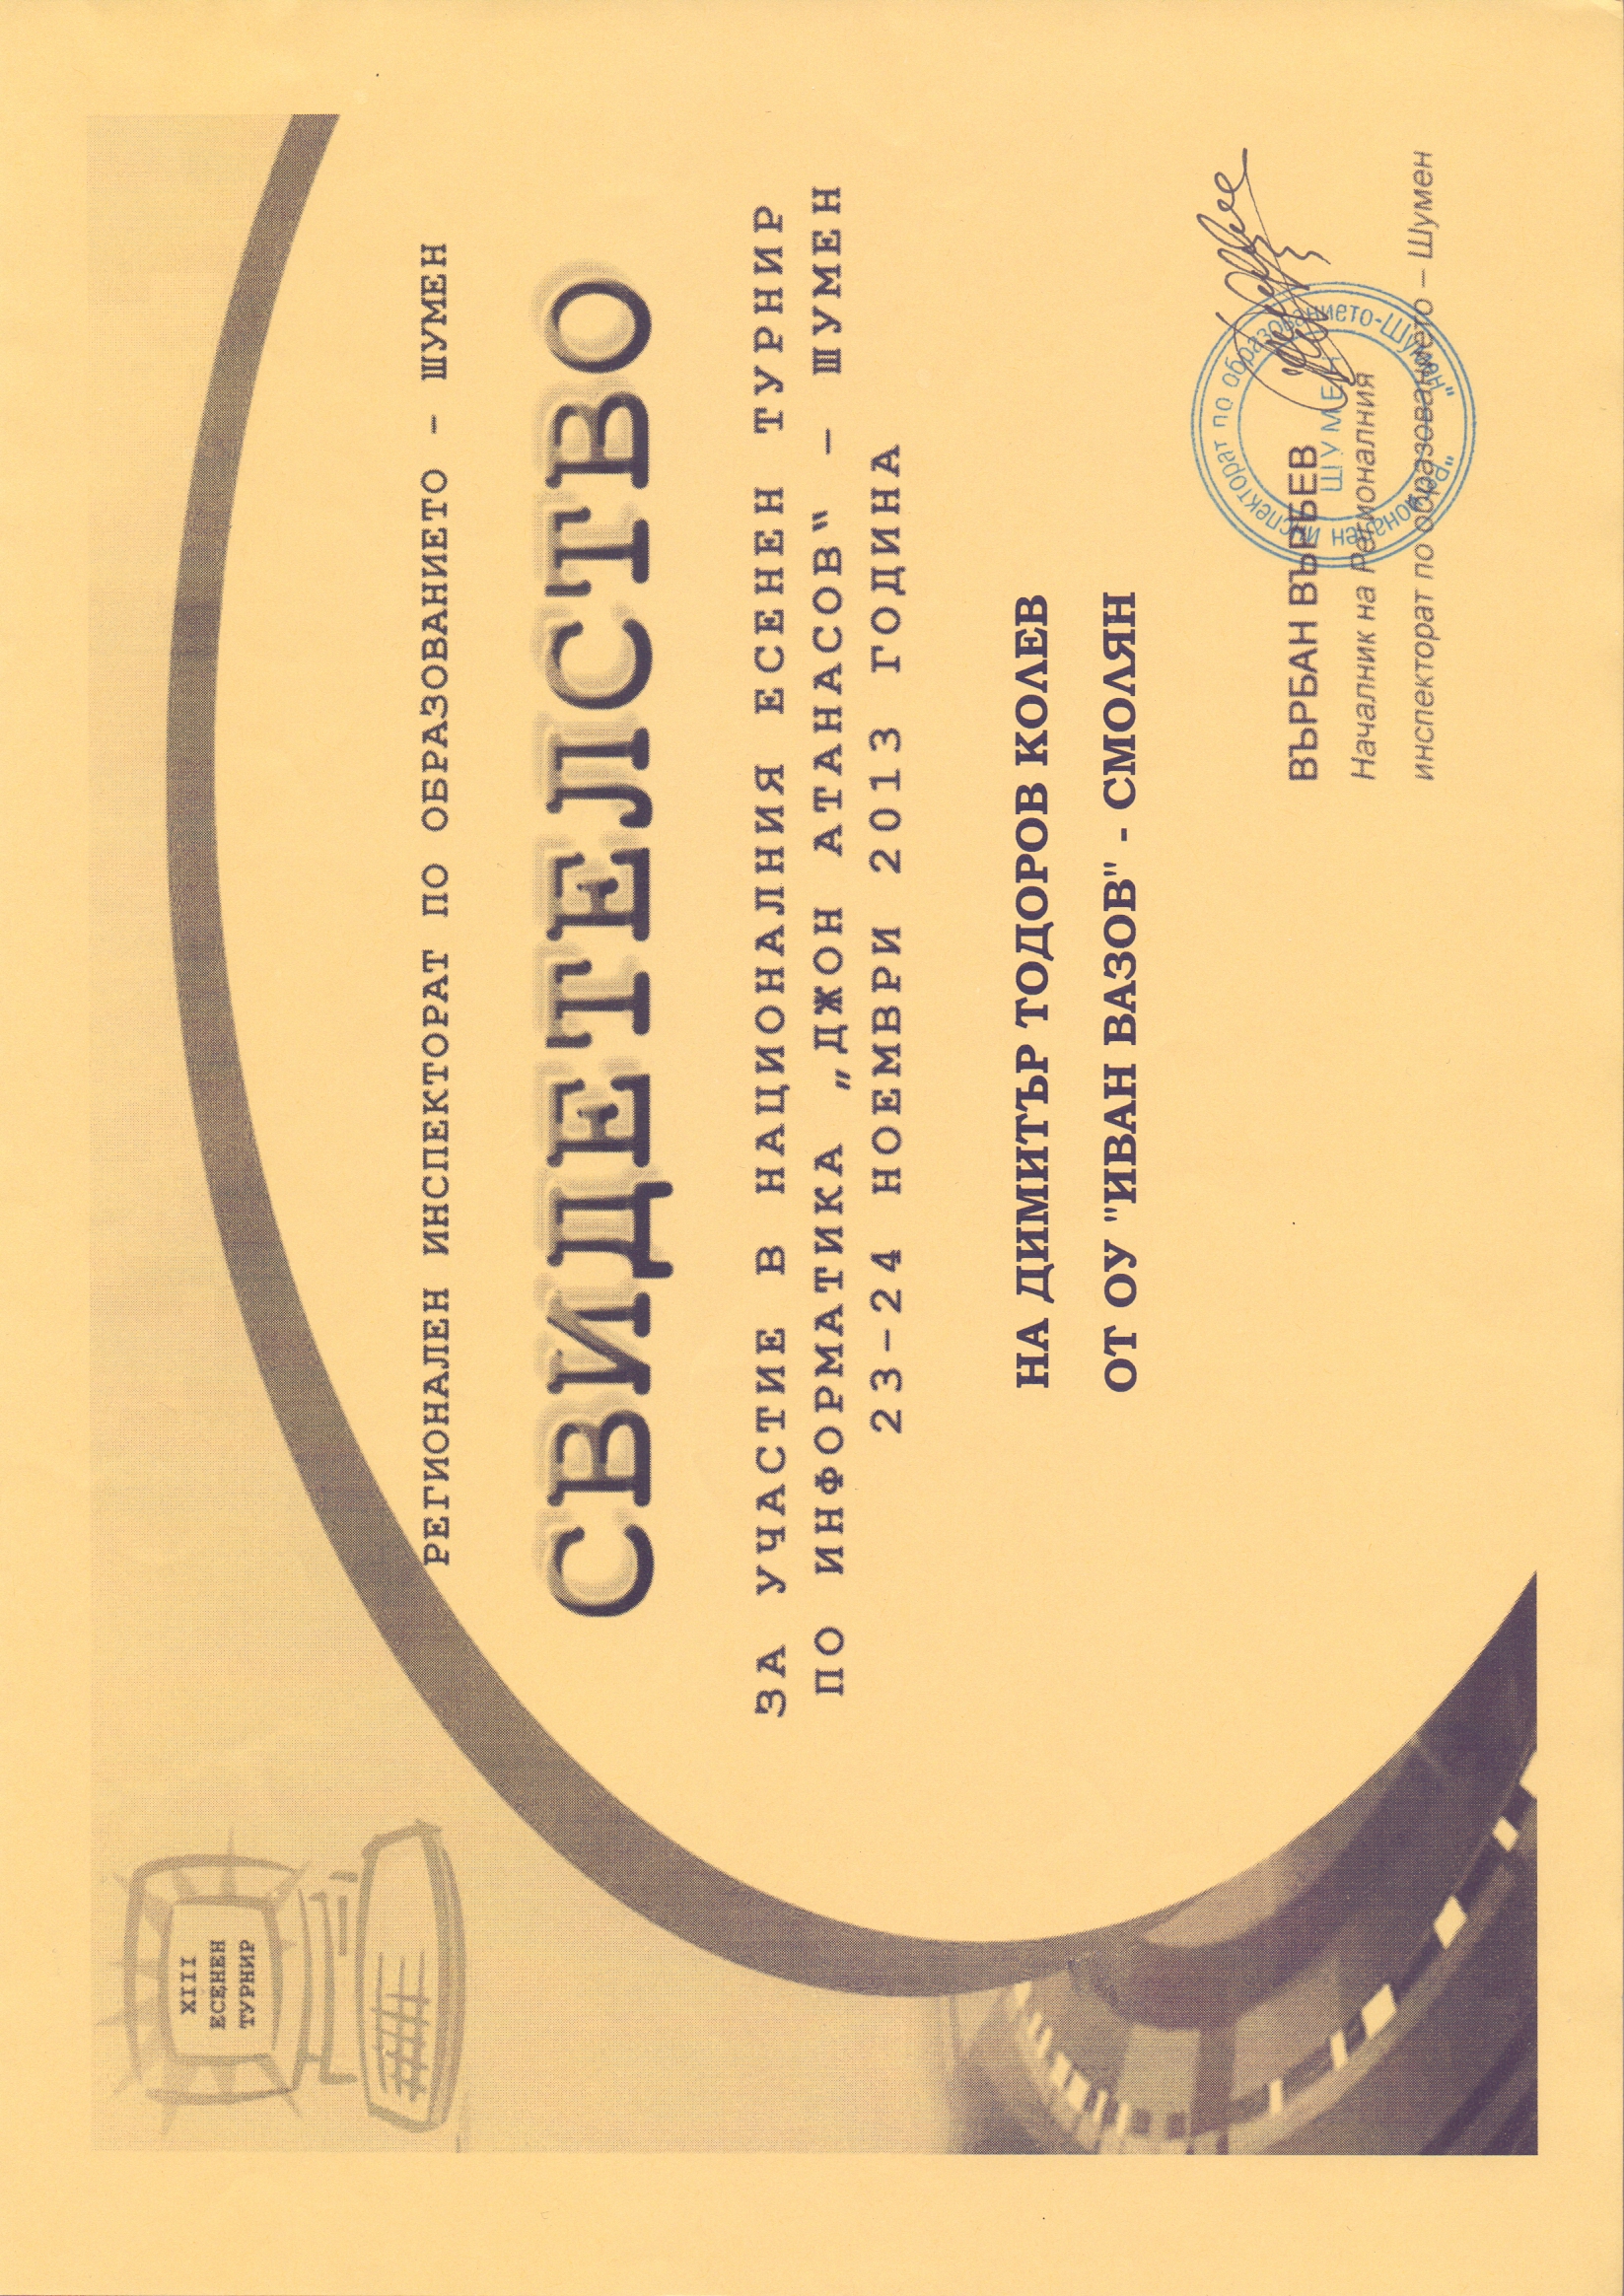 XIII
ЕСЕНЕН
ТУРНИР
РЕГИОНАЛЕН ИНСПЕКТОРАТ ПО ОБРАЗОВАНИЕТО - ШУМЕН
СВИДЕТЕЛСТВО
ЗА УЧАСТИЕ В НАЦИОНАЛНИЯ ЕСЕНЕН ТУРНИР
ПО ИНФОРМАТИКА „ДЖОН АТАНАСОВ“ – ШУМЕН
23-24 НОЕМВРИ 2013 ГОДИНА
НА ДИМИТЪР ТОДОРОВ КОЛЕВ
ОТ ОУ "ИВАН ВАЗОВ" - СМОЛЯН
ВЪРБАН ВЪРБЕВ
Началник на Регионалния
инспекторат по образованието – Шумен
„Регионален инспекторат по образованието-Шумен“
ШУМЕН